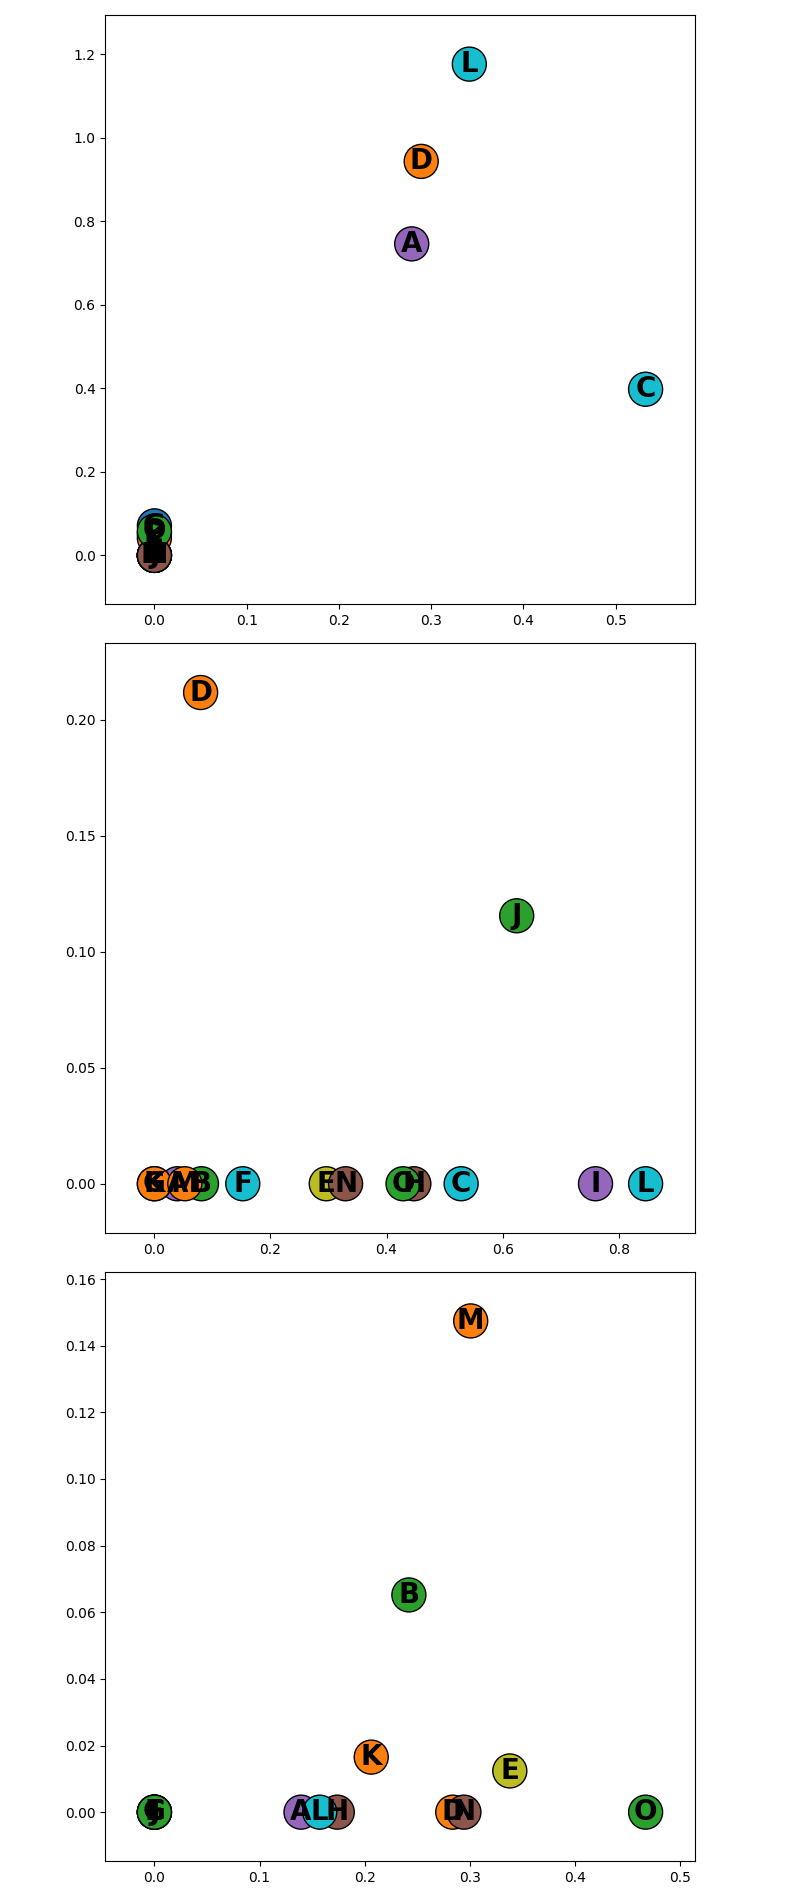 1.2
L
1.0
D
0.8
A
0.6
0.4
C
0.2
0.0
0.0 0.1 0.2 0.3 0.4 0.5
D
0.20
0.15
J
0.10
0.05
0.00 G A M B F E N O H C I L
0.0 0.2 0.4 0.6 0.8
0.16
M
0.14
0.12
0.10
0.08
B
0.06
0.04
K
0.02
E
0.00 G A L H D N O
0.0 0.1 0.2 0.3 0.4 0.5